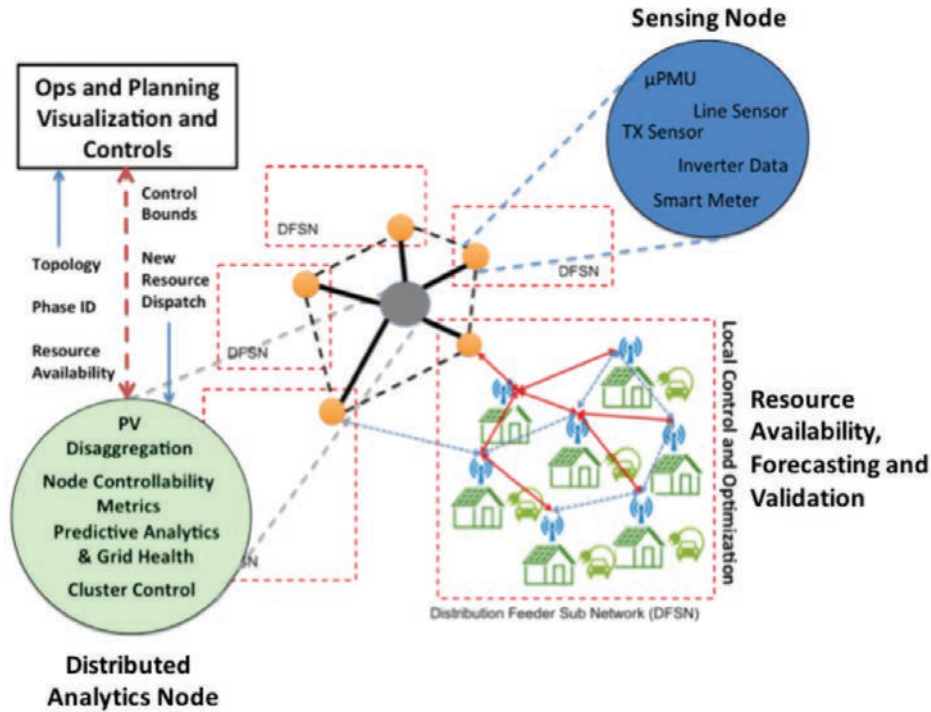 Sensing Node
µPMU
Line Sensor
TX Sensor
Inverter Data
Smart Meter
Ops and Planning
Visualization and
Controls
Control
Bounds
New
Resource
Dispatch
Topology
Phase ID
Resource
Availability
DFSN
DFSN
DFSN
SN
PV
Disaggregation
Node Controllability
Metrics
Predictive Analytics
& Grid Health
Cluster Control
Distributed
Analytics Node
Local Control and Optimization
Distribution Feeder Sub Network (DFSN)
Resource
Availability,
Forecasting and
Validation